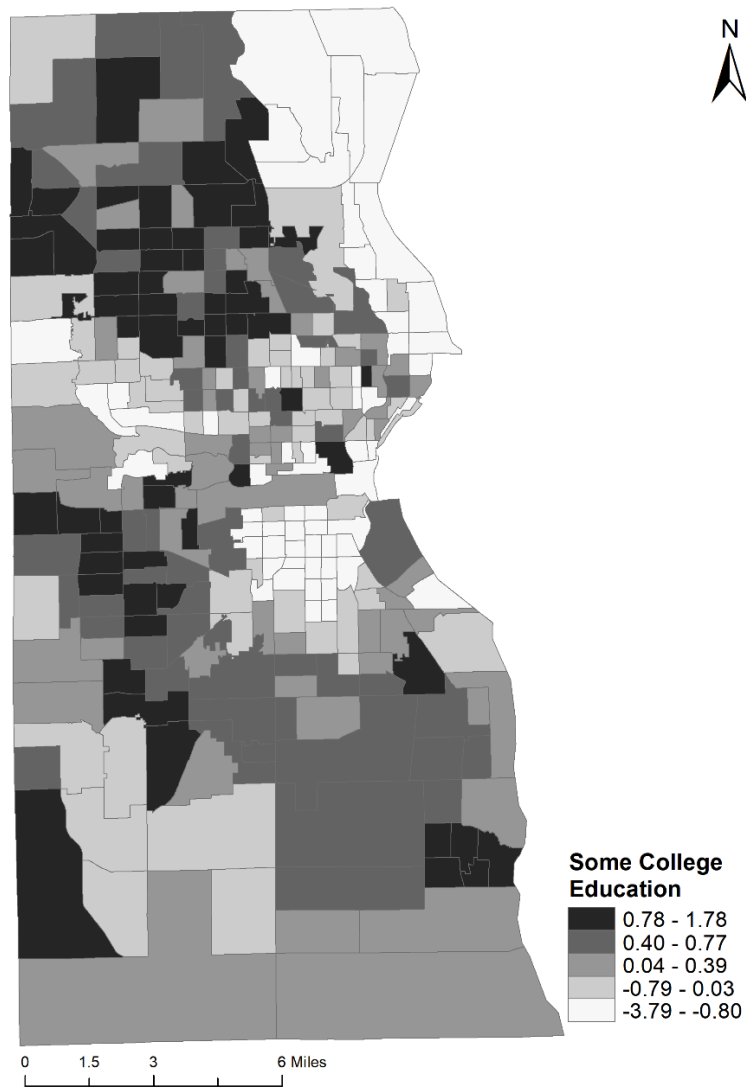 N
Some College
Education
0.78 - 1.78
0.40 - 0.77
0.04 - 0.39
-0.79 - 0.03
-3.79 - -0.80
0 1.5 3 6 Miles